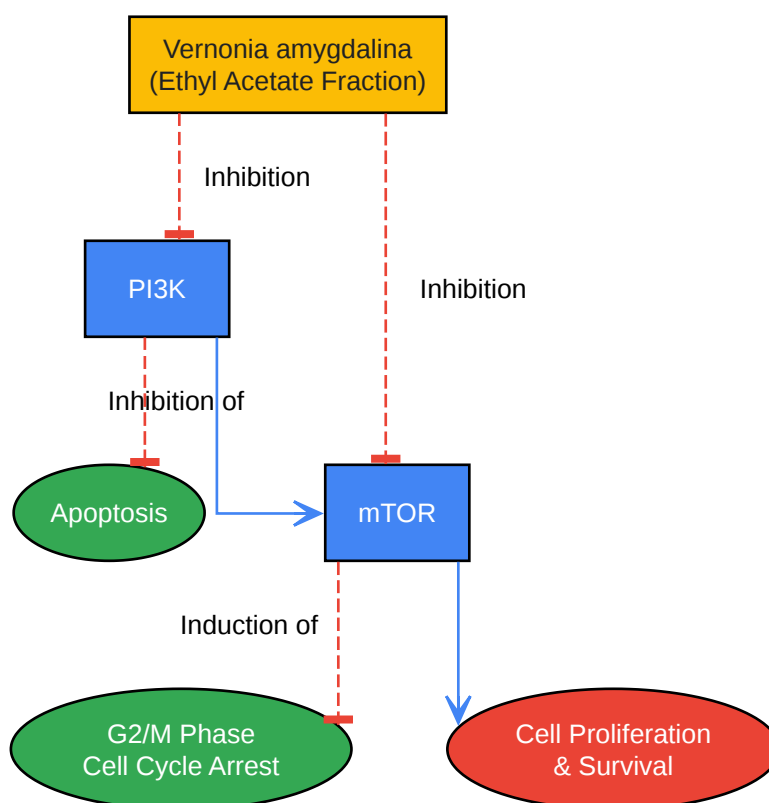 Vernonia amygdalina
(Ethyl Acetate Fraction)
Inhibition
PI3K
Inhibition
Inhibition of
Apoptosis
mTOR
Induction of
G2/M Phase
Cell Cycle Arrest
Cell Proliferation
& Survival